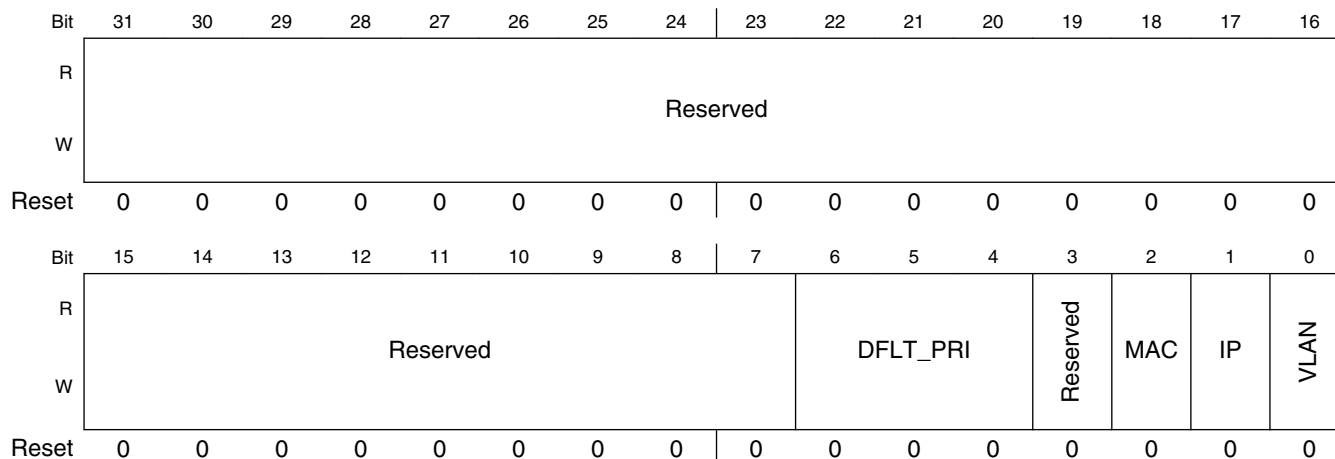 Bit 31 30 29 28 27 26 25 24 23 22 21 20 19 18 17 16
R
Reserved
W
Reset 0 0 0 0 0 0 0 0 0 0 0 0 0 0 0 0
Bit 15 14 13 12 11 10 9 8 7 6 5 4 3 2 1 0
R
Reserved DFLT_PRI Reserved MAC IP VLAN
W
Reset 0 0 0 0 0 0 0 0 0 0 0 0 0 0 0 0